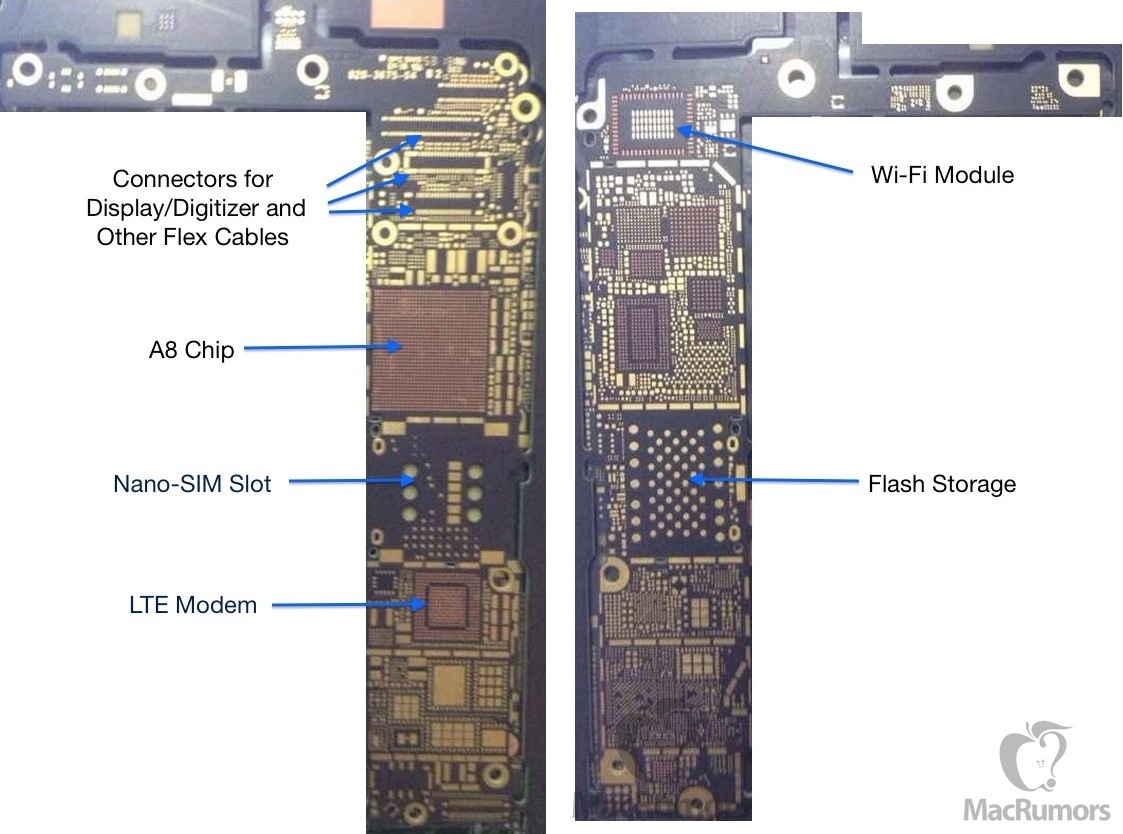 Connectors for
Display/Digitizer and
Other Flex Cables
A8 Chip
Nano-SIM Slot
LTE Modem
Wi-Fi Module
Flash Storage
MacRumors